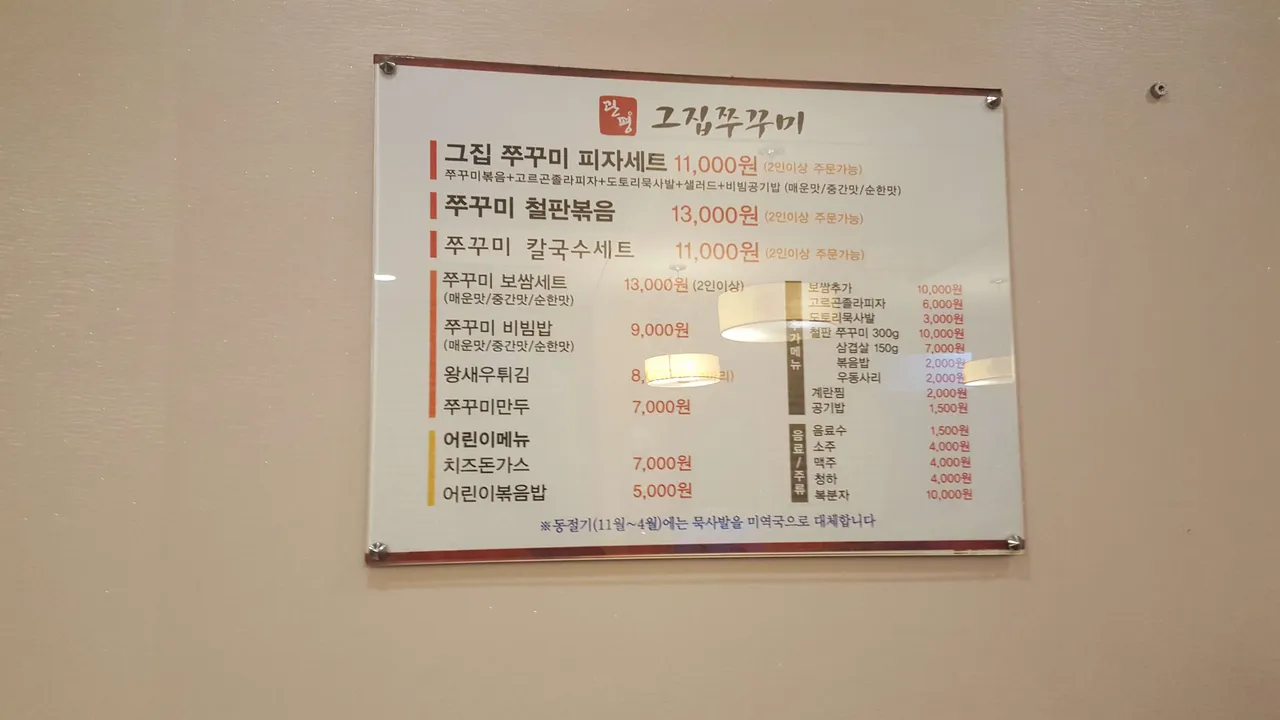 관평 그집쭈꾸미
그집 쭈꾸미 피자세트 11,000원 (2인이상 주문가능)
쭈꾸미볶음+고르곤졸라피자+도토리묵사발+샐러드+비빔공기밥 (매운맛/중간맛/순한맛)
쭈꾸미 철판볶음 13,000원 (2인이상 주문가능)
쭈꾸미 칼국수세트 11,000원 (2인이상 주문가능)
쭈꾸미 보쌈세트 13,000원 (2인이상)
(매운맛/중간맛/순한맛)
쭈꾸미 비빔밥 9,000원
(매운맛/중간맛/순한맛)
왕새우튀김
쭈꾸미만두 7,000원
어린이메뉴
치즈돈가스 7,000원
어린이볶음밥 5,000원
보쌈추가 10,000원
고르곤졸라피자 6,000원
도토리묵사발 3,000원
철판 쭈꾸미 300g 10,000원
삼겹살 150g 7,000원
볶음밥 2,000원
우동사리 2,000원
계란찜 2,000원
공기밥 1,500원
음료/주류
음료수 1,500원
소주 4,000원
맥주 4,000원
청하 4,000원
복분자 10,000원
※동절기(11월~4월)에는 묵사발을 미역국으로 대체합니다